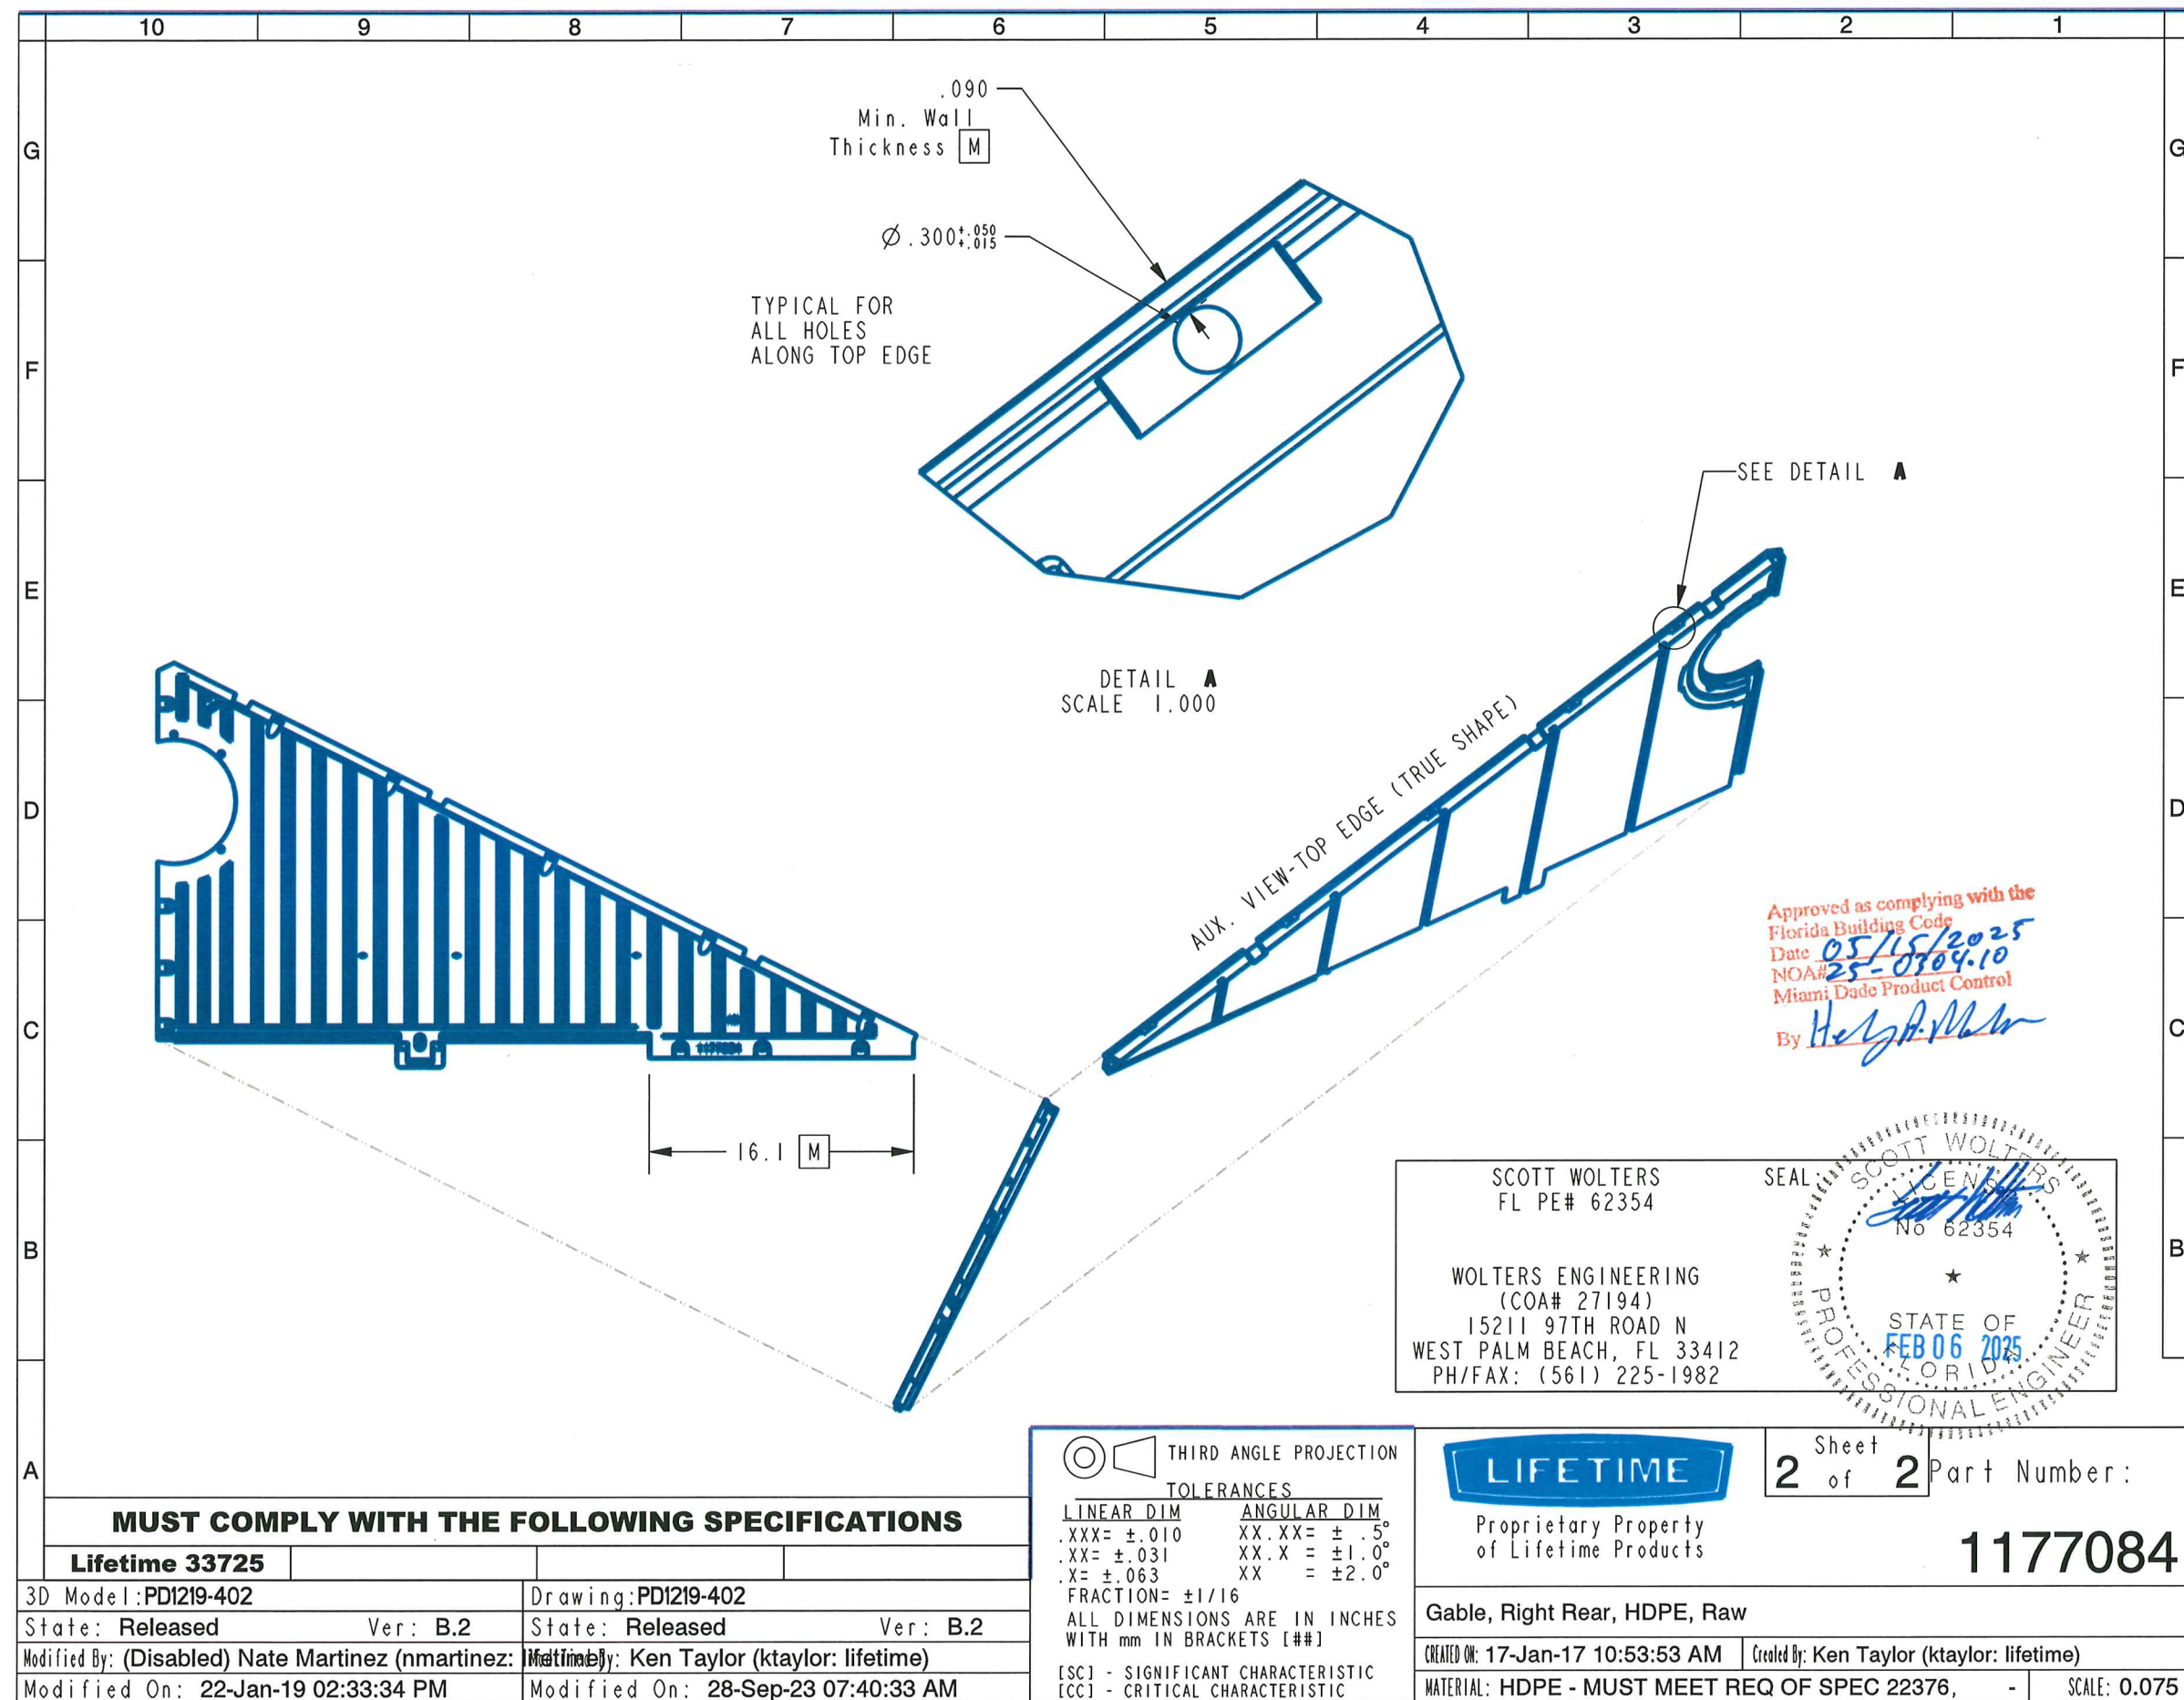 10 9 8 7 6 5 4 3 2 1
G G
F F
E E
D D
C C
B B
A
.090
Min. Wall
Thickness M
Ø.300
TYPICAL FOR
ALL HOLES
ALONG TOP EDGE
SEE DETAIL A
DETAIL A
SCALE 1.000
AUX. VIEW-TOP EDGE (TRUE SHAPE)
16.1 M
Approved as complying with the
Florida Building Code
Date 05/15/2025
NOA# 25-0304.10
Miami Dade Product Control
By
SCOTT WOLTERS
FL PE# 62354
WOLTERS ENGINEERING
(COA# 27194)
15211 97TH ROAD N
WEST PALM BEACH, FL 33412
PH/FAX: (561) 225-1982
SEAL:
SCOTT WOLTERS
No 62354
STATE OF
FLORIDA
PROFESSIONAL ENGINEER
FEB 06 2025
THIRD ANGLE PROJECTION
TOLERANCES
LINEAR DIM ANGULAR DIM
.XXX= ±.010 XX.XX= ± .5°
.XX= ±.031 XX.X = ±1.0°
.X= ±.063 XX = ±2.0°
FRACTION= ±1/16
ALL DIMENSIONS ARE IN INCHES
WITH mm IN BRACKETS [##]
[SC] - SIGNIFICANT CHARACTERISTIC
[CC] - CRITICAL CHARACTERISTIC
LIFETIME
Proprietary Property
of Lifetime Products
Sheet
2 of 2
Part Number:
1177084
Gable, Right Rear, HDPE, Raw
CREATED ON: 17-Jan-17 10:53:53 AM Created By: Ken Taylor (ktaylor: lifetime)
MATERIAL: HDPE - MUST MEET REQ OF SPEC 22376, - SCALE: 0.075
MUST COMPLY WITH THE FOLLOWING SPECIFICATIONS
Lifetime 33725
3D Model:PD1219-402 Drawing:PD1219-402
State: Released Ver: B.2 State: Released Ver: B.2
Modified By: (Disabled) Nate Martinez (nmartinez: lifetime) Modified By: Ken Taylor (ktaylor: lifetime)
Modified On: 22-Jan-19 02:33:34 PM Modified On: 28-Sep-23 07:40:33 AM